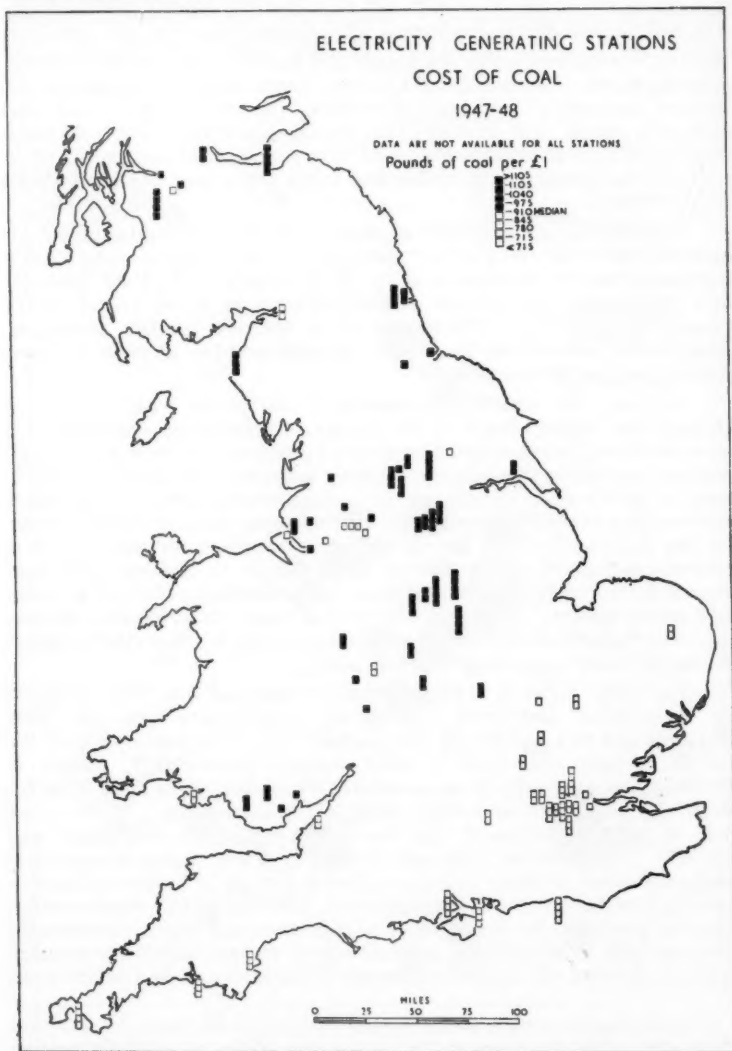 ELECTRICITY GENERATING STATIONS
COST OF COAL
1947-48
DATA ARE NOT AVAILABLE FOR ALL STATIONS
Pounds of coal per £1
>1105
-1105
-1040
-975
-910 MEDIAN
-845
-780
-715
<715
MILES
0 25 75 100